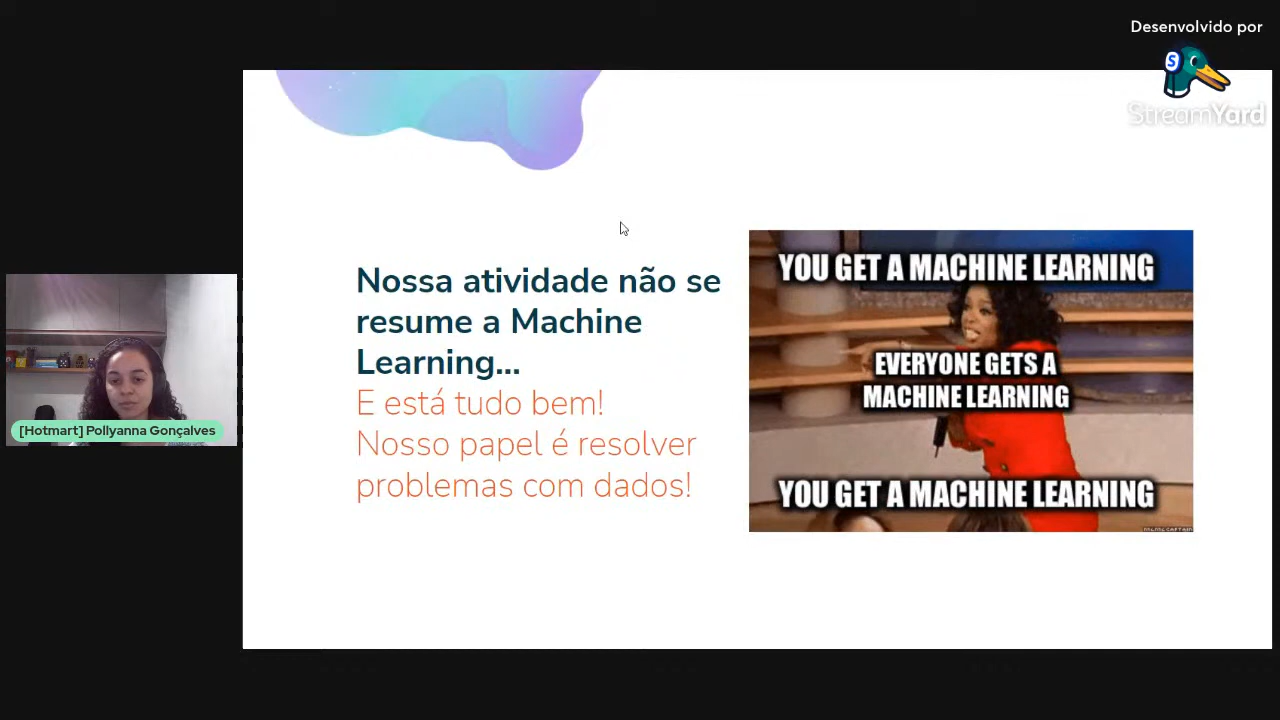 Desenvolvido por
S
StreamYard
Nossa atividade não se
resume a Machine
Learning...
E está tudo bem!
Nosso papel é resolver
problemas com dados!
YOU GET A MACHINE LEARNING
EVERYONE GETS A
MACHINE LEARNING
YOU GET A MACHINE LEARNING
[Hotmart] Pollyanna Gonçalves